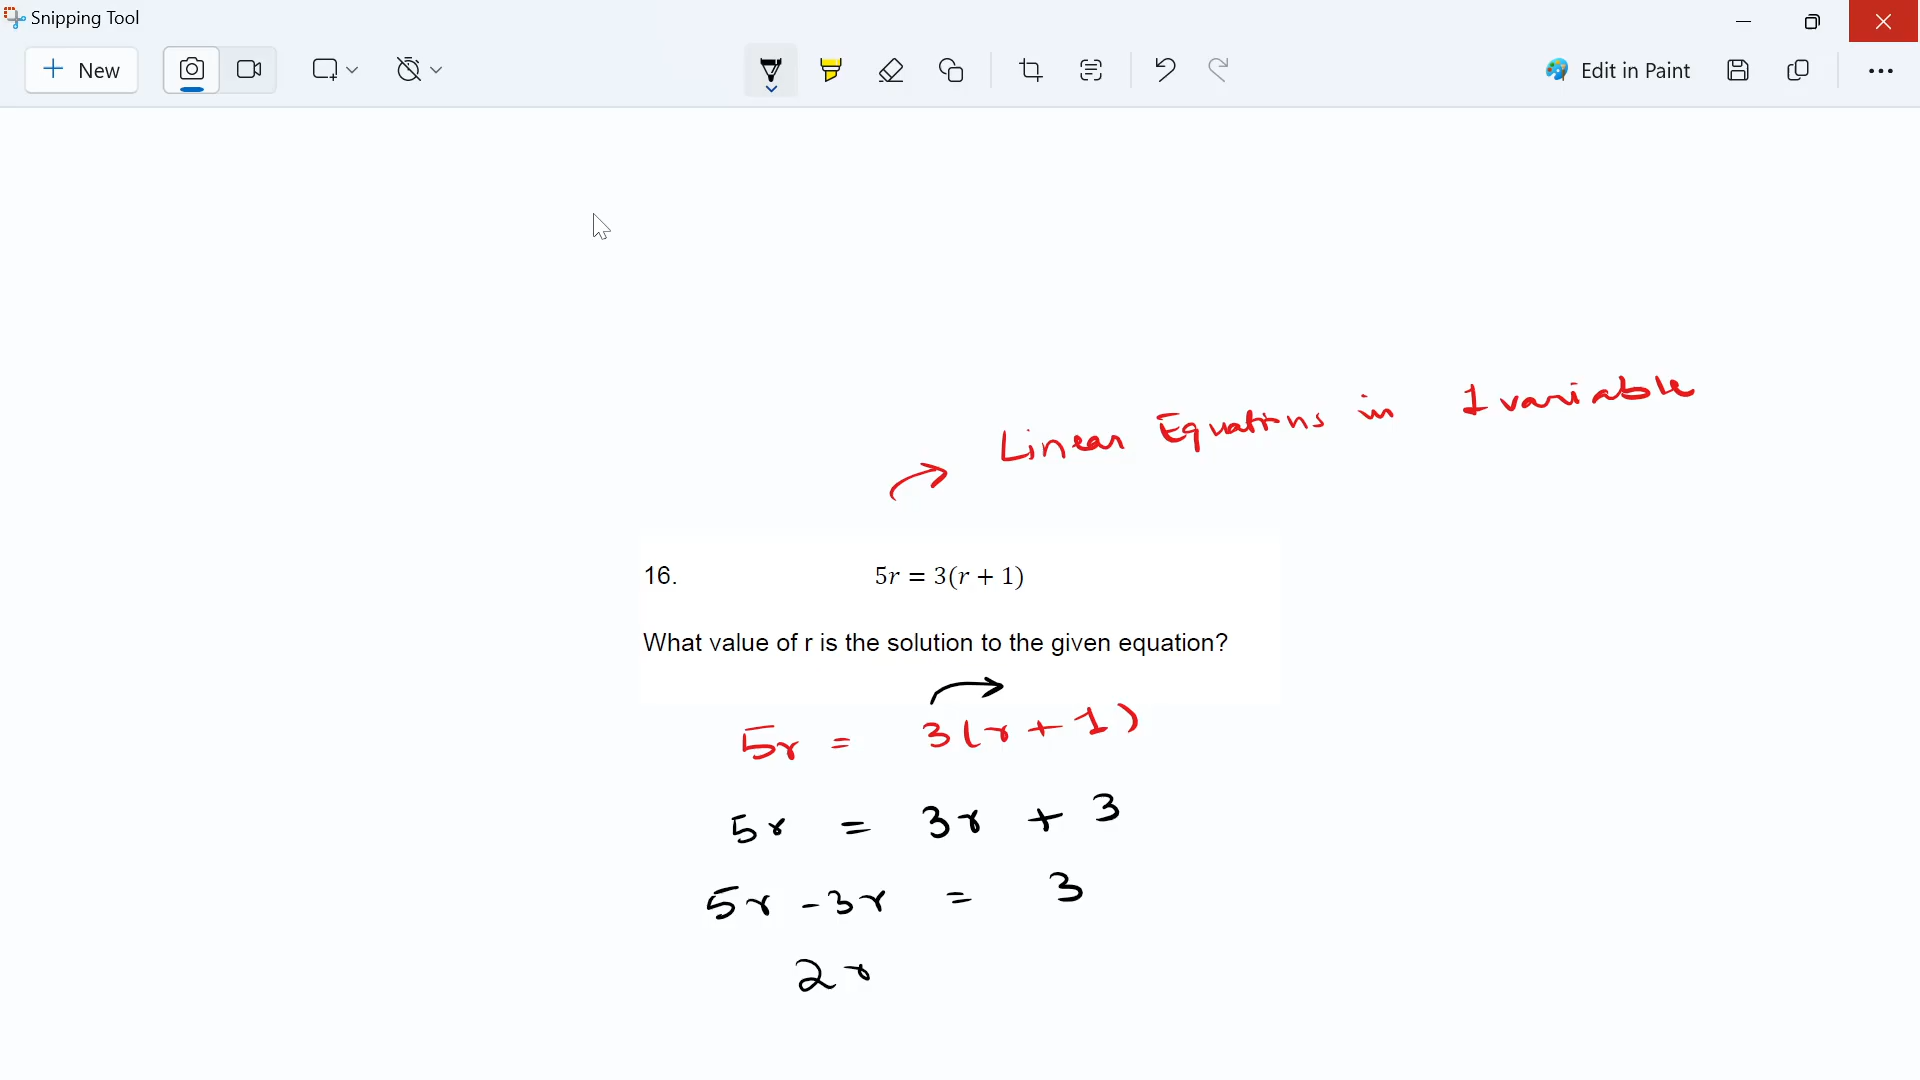 Snipping Tool
New
Edit in Paint
Linear Equations in 1 variable
16. 5r = 3(r + 1)
What value of r is the solution to the given equation?
5r = 3(r + 1)
5r = 3r + 3
5r - 3r = 3
2r